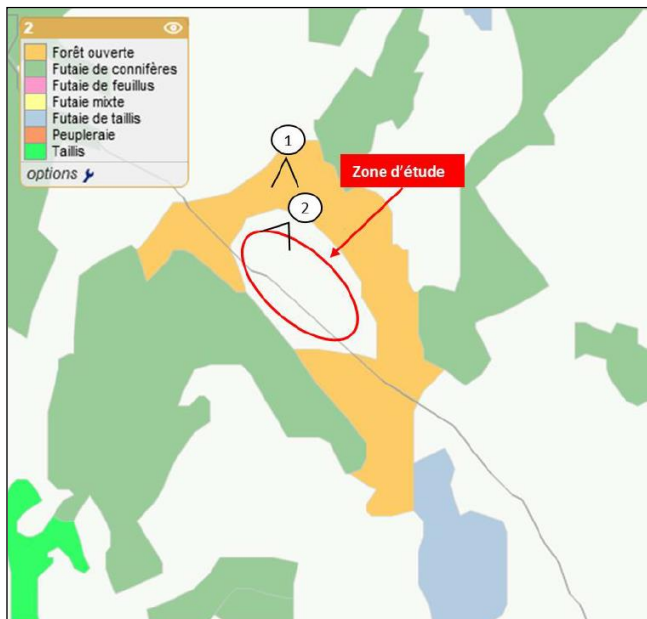 2
Forêt ouverte
Futaie de connifères
Futaie de feuillus
Futaie mixte
Futaie de taillis
Peupleraie
Taillis
options
1
Zone d'étude
2